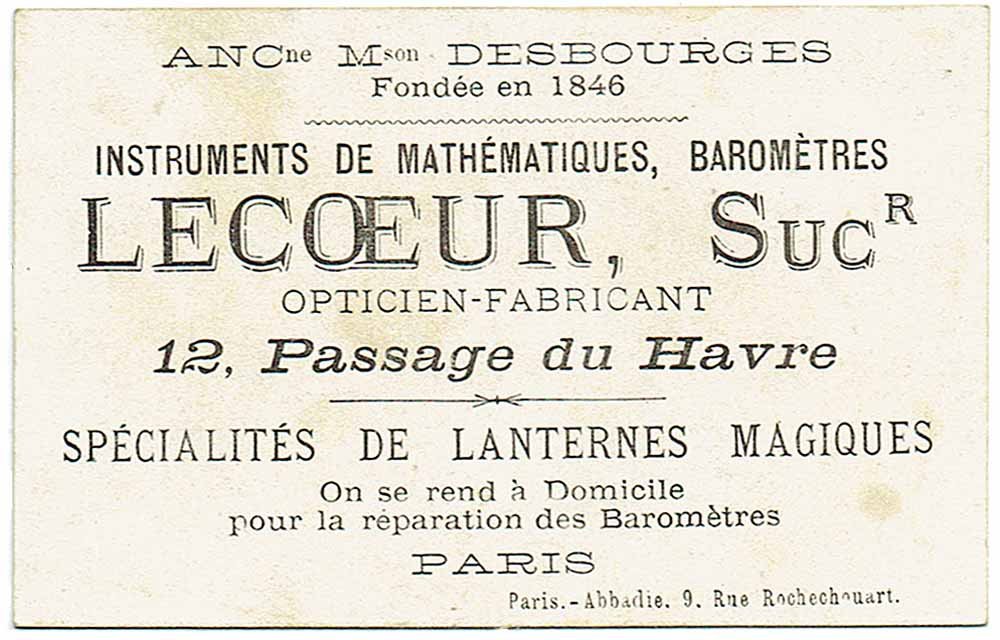 ANCne Mson DESBOURGES
Fondée en 1846
INSTRUMENTS DE MATHÉMATIQUES, BAROMÈTRES
LECŒUR, SUCR
OPTICIEN-FABRICANT
12, Passage du Havre
SPÉCIALITÉS DE LANTERNES MAGIQUES
On se rend à Domicile
pour la réparation des Baromètres
PARIS
Paris.-Abbadie. 9. Rue Rochechouart.